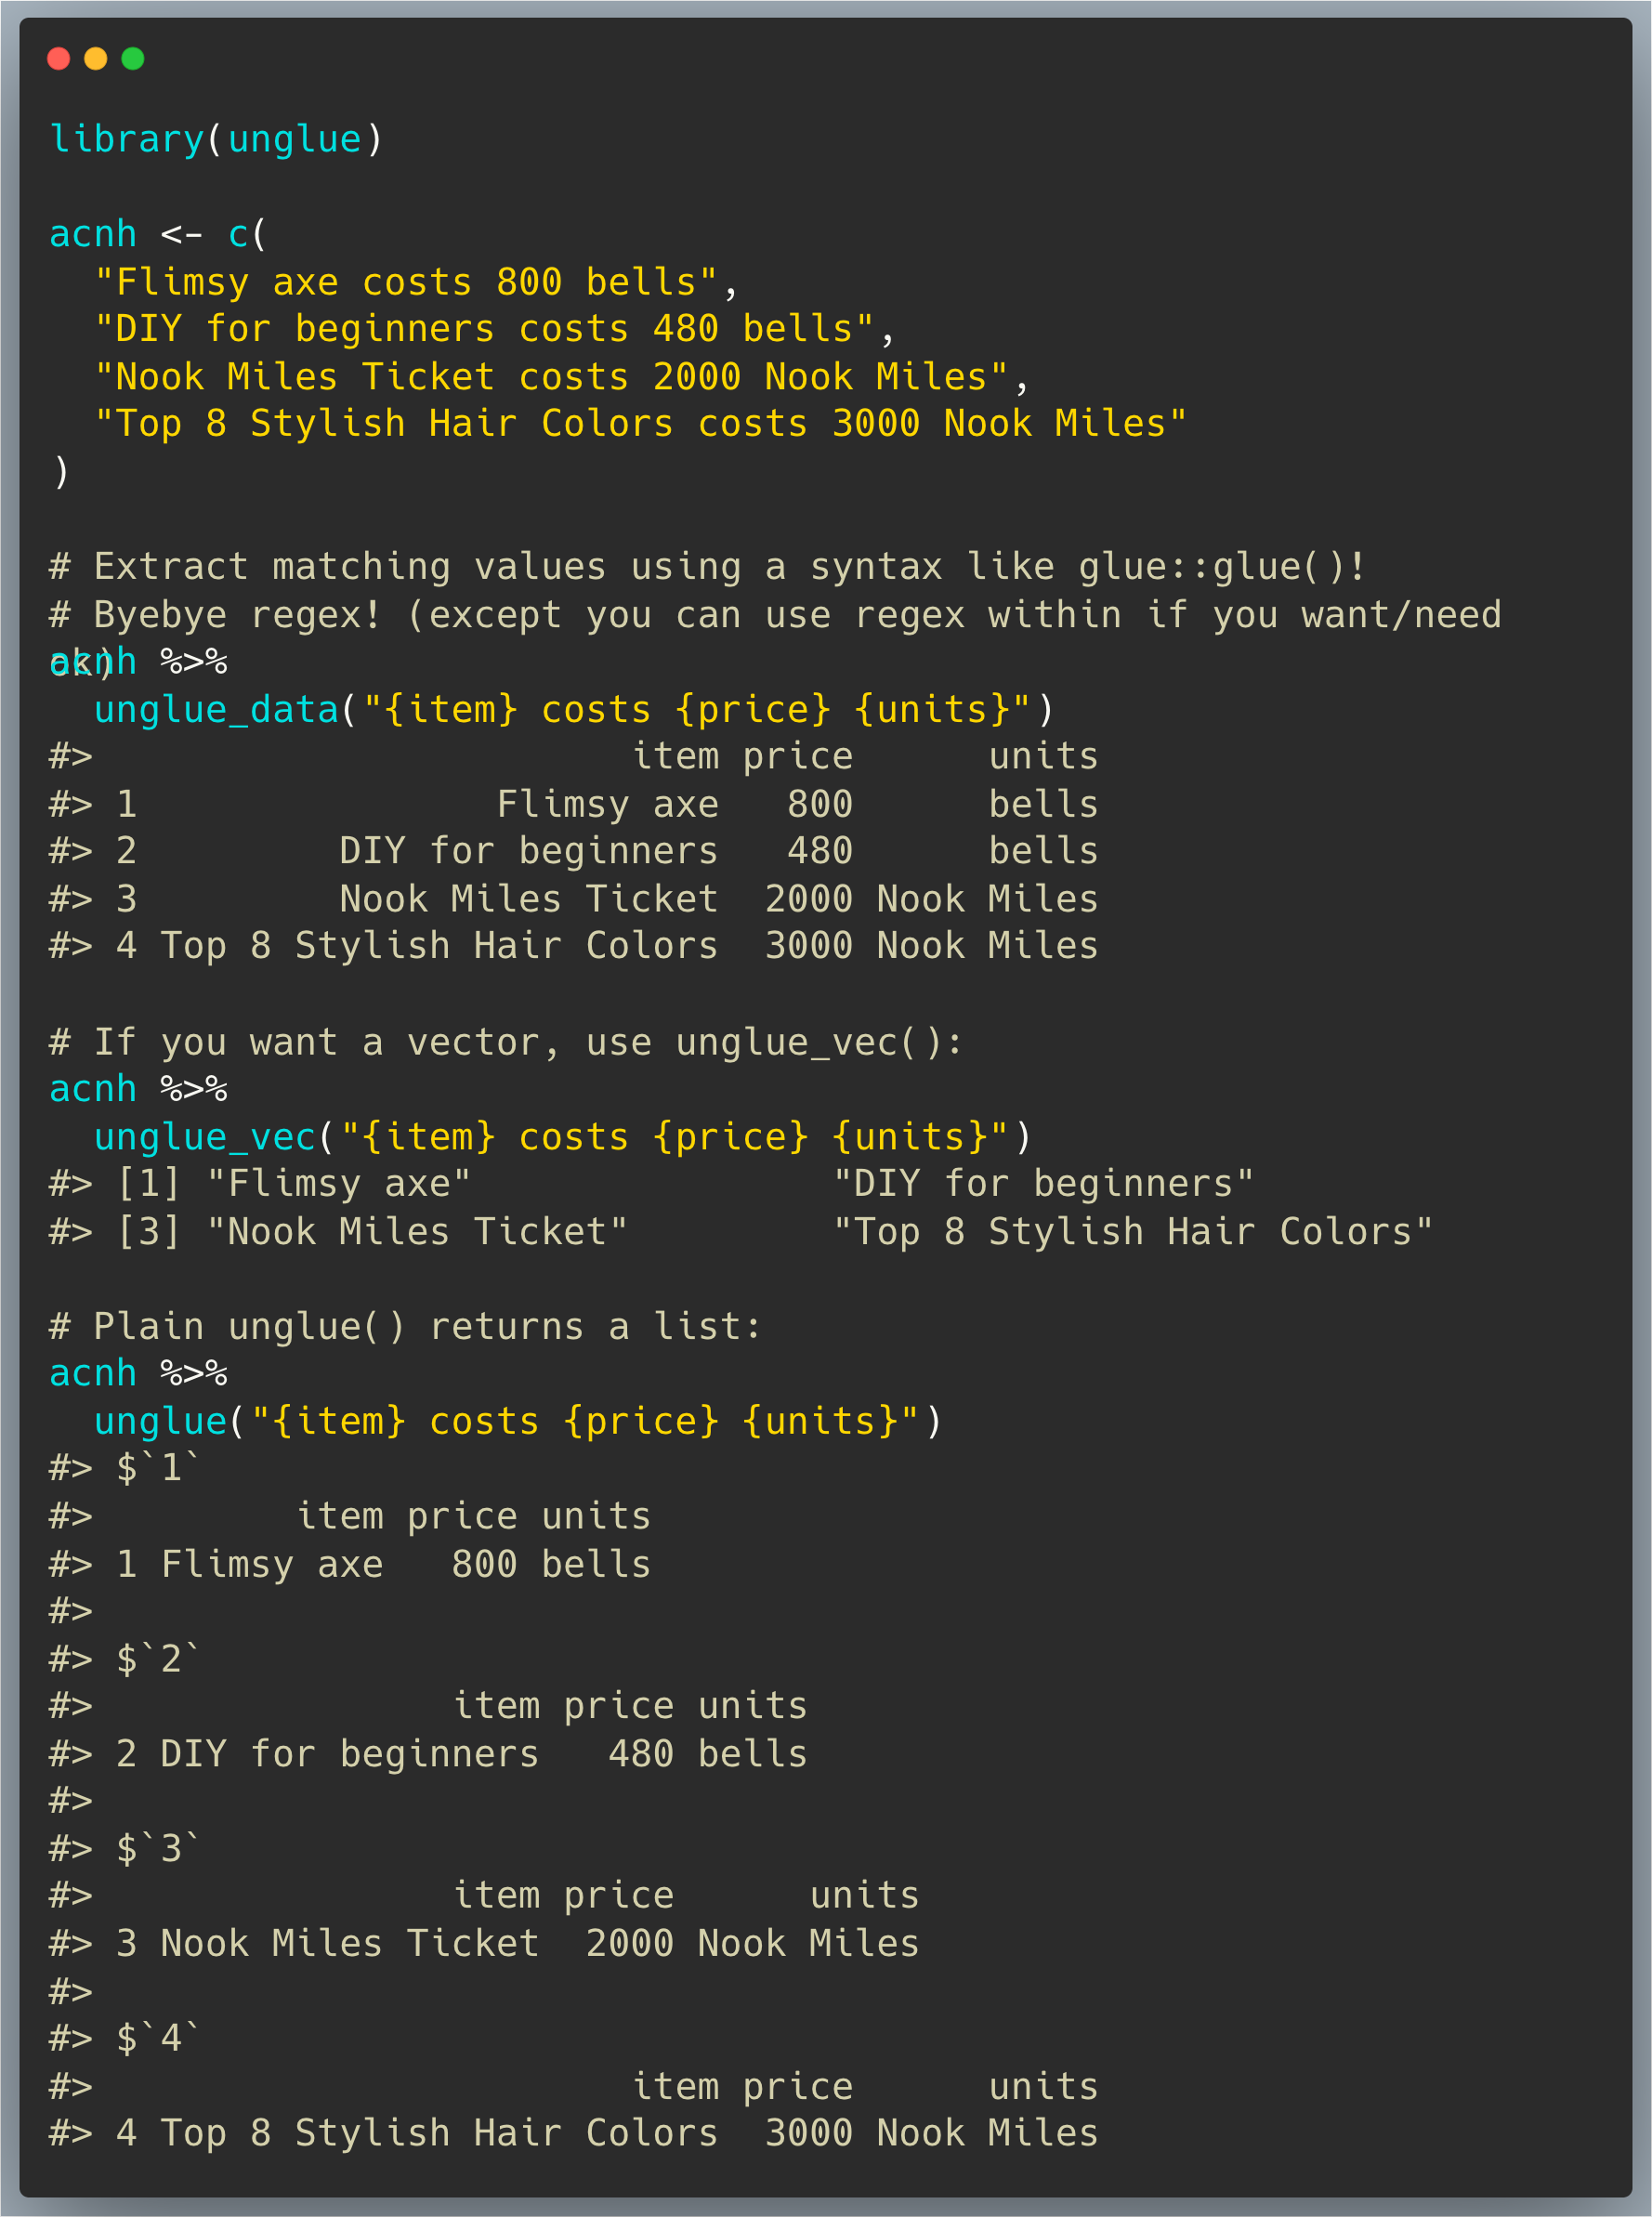 library(unglue)

acnh <- c(
  "Flimsy axe costs 800 bells",
  "DIY for beginners costs 480 bells",
  "Nook Miles Ticket costs 2000 Nook Miles",
  "Top 8 Stylish Hair Colors costs 3000 Nook Miles"
)

# Extract matching values using a syntax like glue::glue()!
# Byebye regex! (except you can use regex within if you want/need
ok)
acnh %>%
  unglue_data("{item} costs {price} {units}")
#>                        item price      units
#> 1                Flimsy axe   800      bells
#> 2         DIY for beginners   480      bells
#> 3         Nook Miles Ticket  2000 Nook Miles
#> 4 Top 8 Stylish Hair Colors  3000 Nook Miles

# If you want a vector, use unglue_vec():
acnh %>%
  unglue_vec("{item} costs {price} {units}")
#> [1] "Flimsy axe"                "DIY for beginners"
#> [3] "Nook Miles Ticket"         "Top 8 Stylish Hair Colors"

# Plain unglue() returns a list:
acnh %>%
  unglue("{item} costs {price} {units}")
#> $`1`
#>         item price units
#> 1 Flimsy axe   800 bells
#>
#> $`2`
#>                item price units
#> 2 DIY for beginners   480 bells
#>
#> $`3`
#>                item price      units
#> 3 Nook Miles Ticket  2000 Nook Miles
#>
#> $`4`
#>                        item price      units
#> 4 Top 8 Stylish Hair Colors  3000 Nook Miles